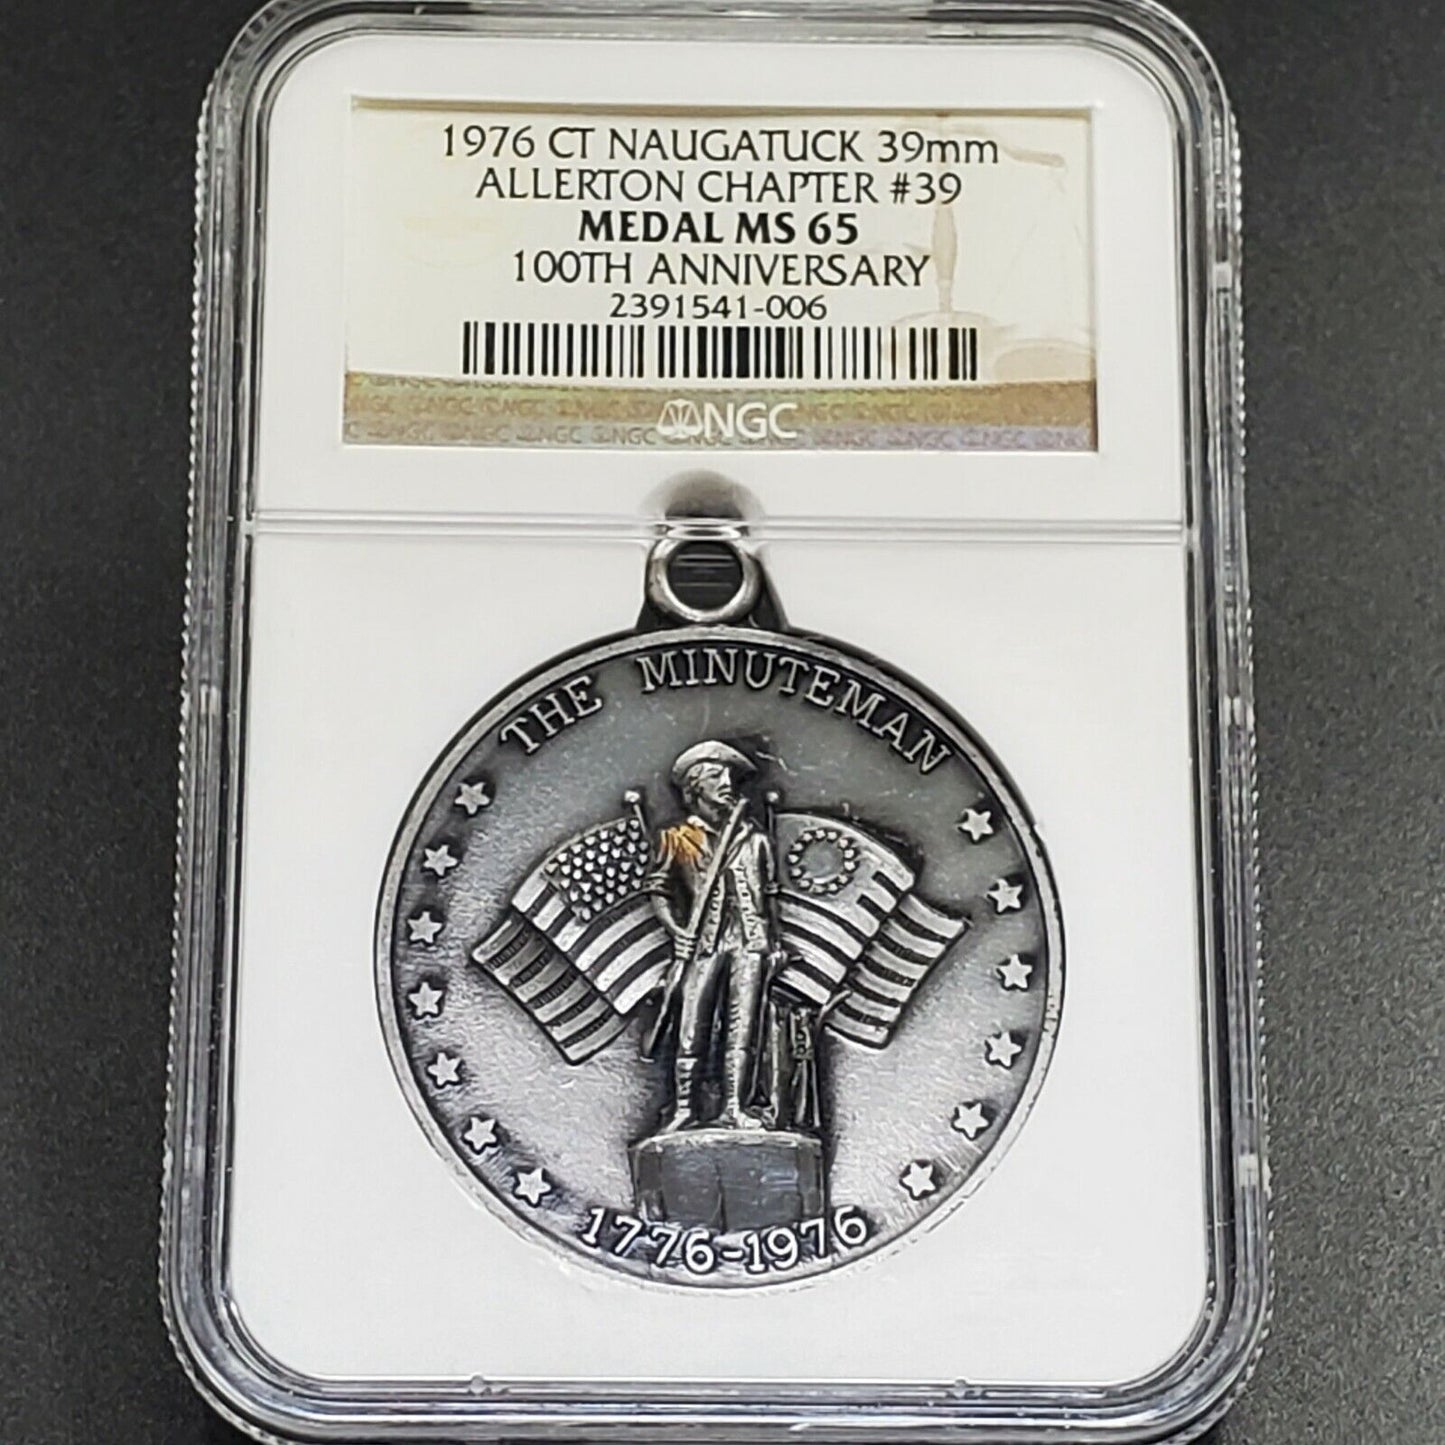 1976 CT NAUGATUCK 39mm
ALLERTON CHAPTER #39
MEDAL MS 65
100TH ANNIVERSARY
2391541-006
NGC
THE MINUTEMAN
1776-1976